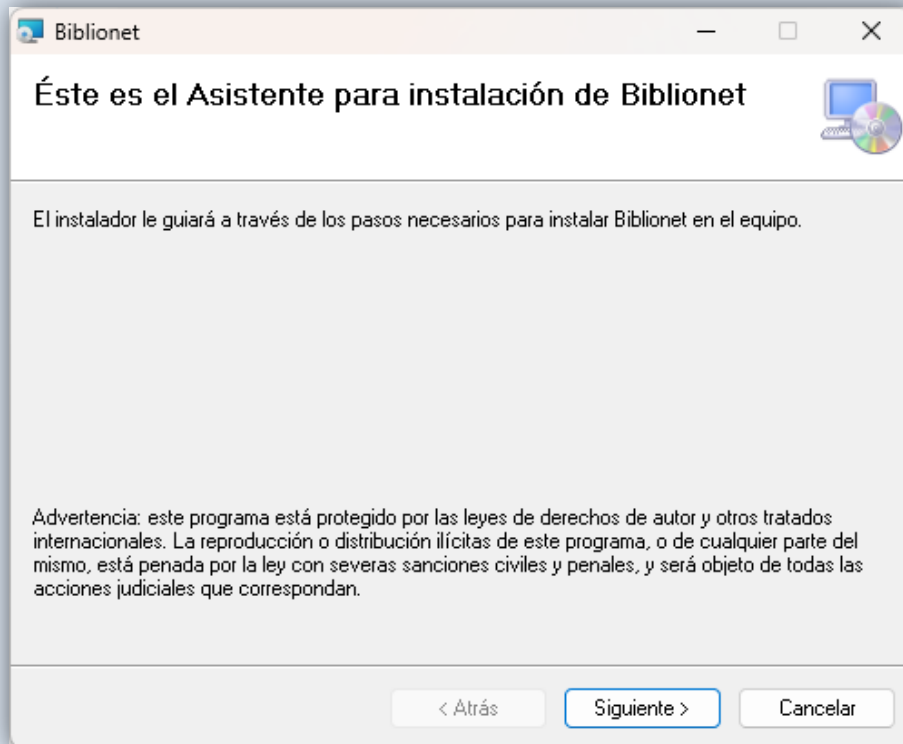 Biblionet
Éste es el Asistente para instalación de Biblionet
El instalador le guiará a través de los pasos necesarios para instalar Biblionet en el equipo.
Advertencia: este programa está protegido por las leyes de derechos de autor y otros tratados
internacionales. La reproducción o distribución ilícitas de este programa, o de cualquier parte del
mismo, está penada por la ley con severas sanciones civiles y penales, y será objeto de todas las
acciones judiciales que correspondan.
< Atrás Siguiente > Cancelar